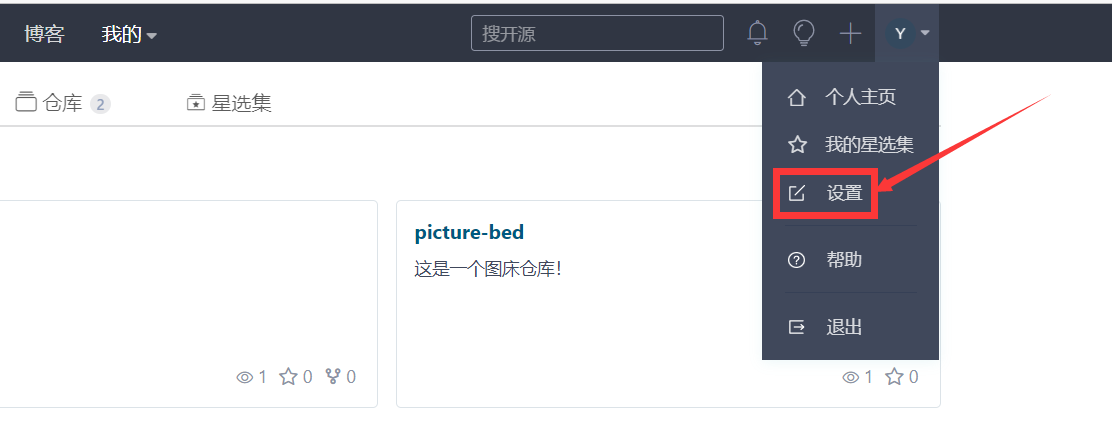 博客 我的 搜开源 Y
仓库 2 星选集
个人主页
我的星选集
设置
帮助
退出
picture-bed
这是一个图床仓库!
1 0 0
1 0